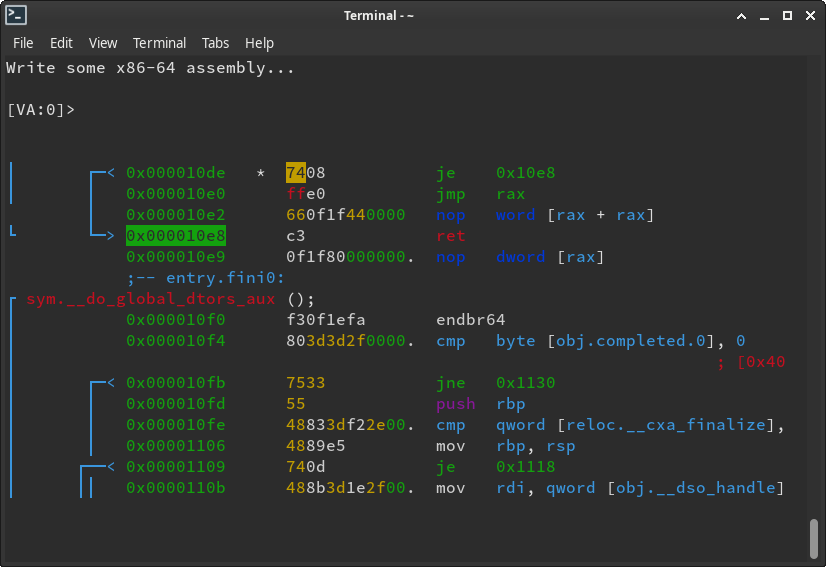 Terminal - ~
File Edit View Terminal Tabs Help
Write some x86-64 assembly...
[VA:0]>
< 0x000010de * 7408 je 0x10e8
0x000010e0 ffe0 jmp rax
0x000010e2 660f1f440000 nop word [rax + rax]
> 0x000010e8 c3 ret
0x000010e9 0f1f80000000. nop dword [rax]
;-- entry.fini0:
sym.__do_global_dtors_aux ();
0x000010f0 f30f1efa endbr64
0x000010f4 803d3d2f0000. cmp byte [obj.completed.0], 0
; [0x40
< 0x000010fb 7533 jne 0x1130
0x000010fd 55 push rbp
0x000010fe 48833df22e00. cmp qword [reloc.__cxa_finalize],
0x00001106 4889e5 mov rbp, rsp
< 0x00001109 740d je 0x1118
0x0000110b 488b3d1e2f00. mov rdi, qword [obj.__dso_handle]